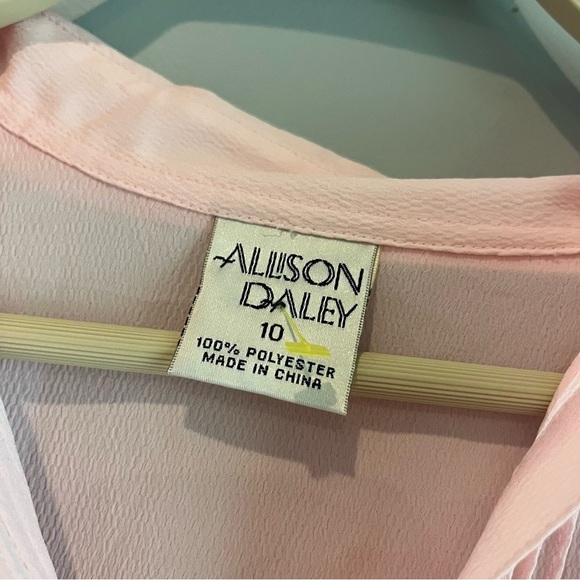 ALLISON
DALEY
10
100% POLYESTER
MADE IN CHINA